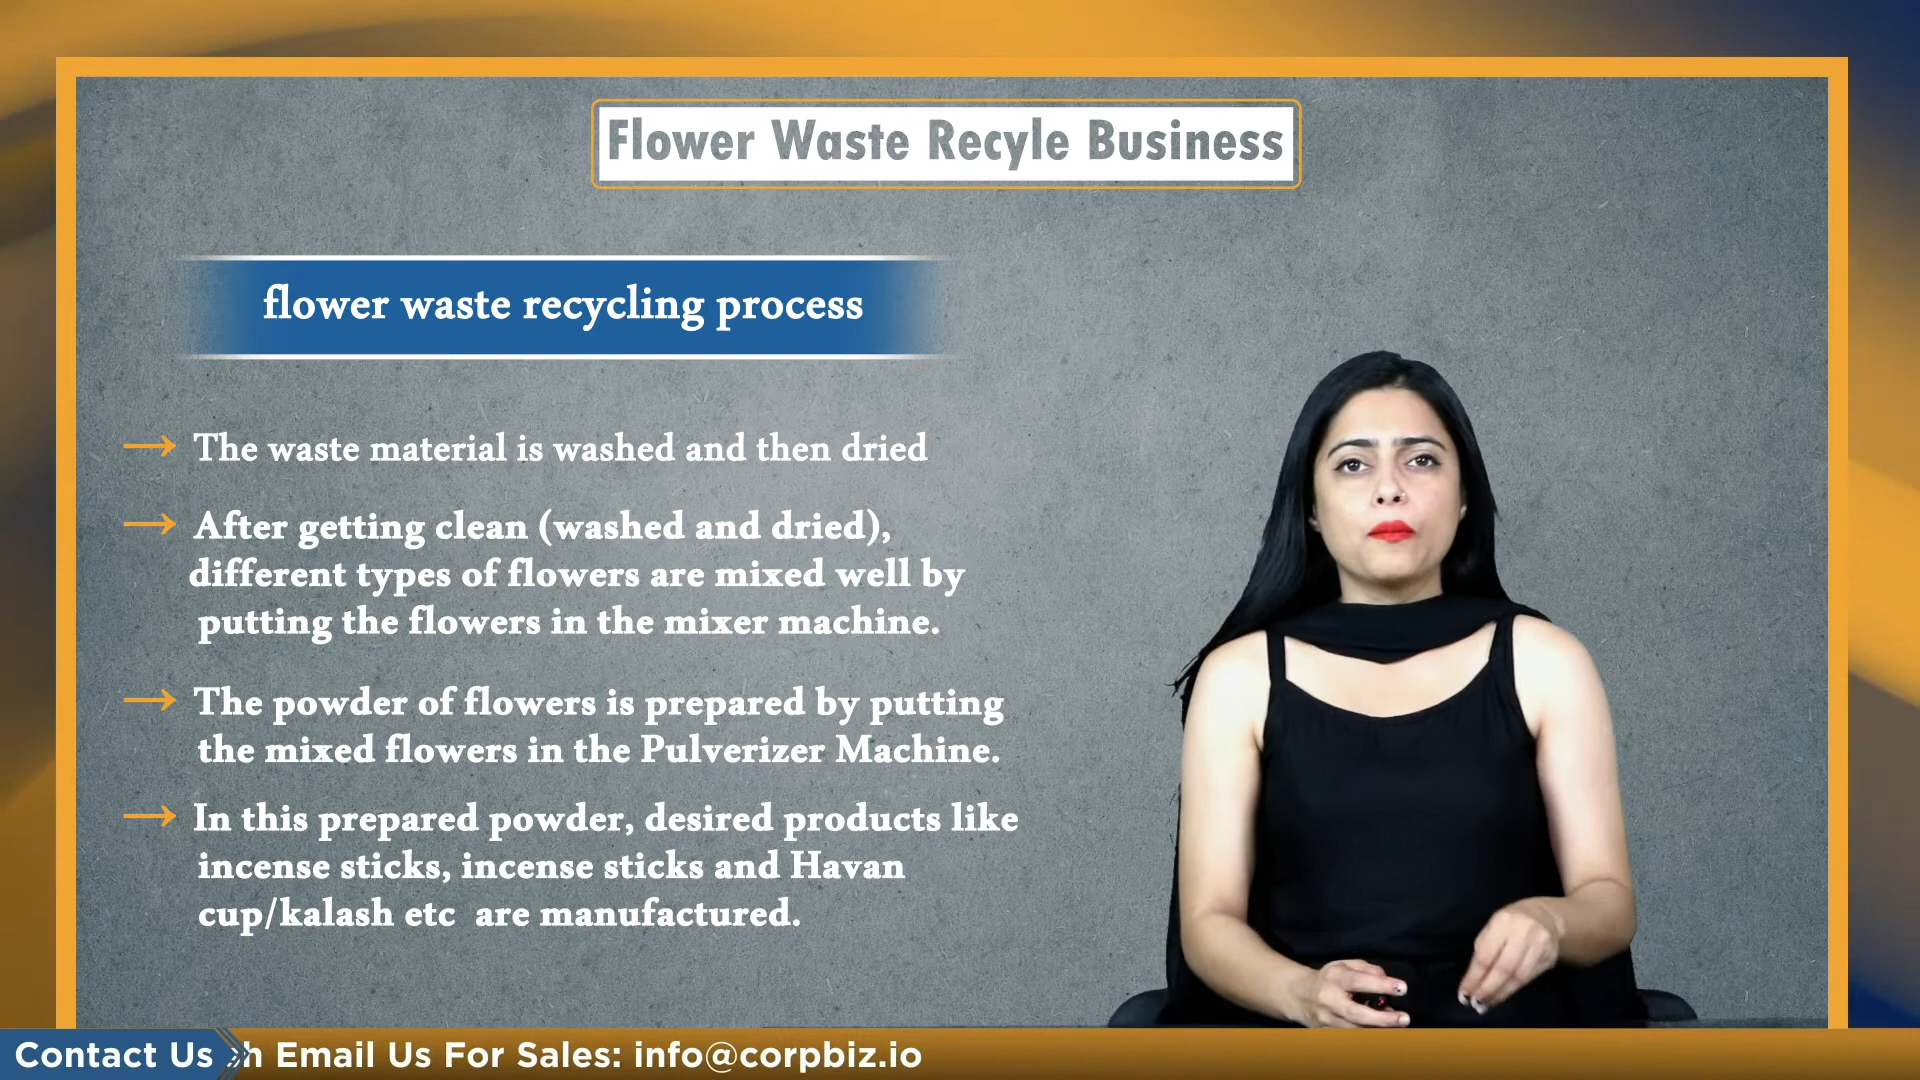 Flower Waste Recyle Business
flower waste recycling process
→ The waste material is washed and then dried
→ After getting clean (washed and dried),
different types of flowers are mixed well by
putting the flowers in the mixer machine.
→ The powder of flowers is prepared by putting
the mixed flowers in the Pulverizer Machine.
→ In this prepared powder, desired products like
incense sticks, incense sticks and Havan
cup/kalash etc are manufactured.
Contact Us Email Us For Sales: info@corpbiz.io